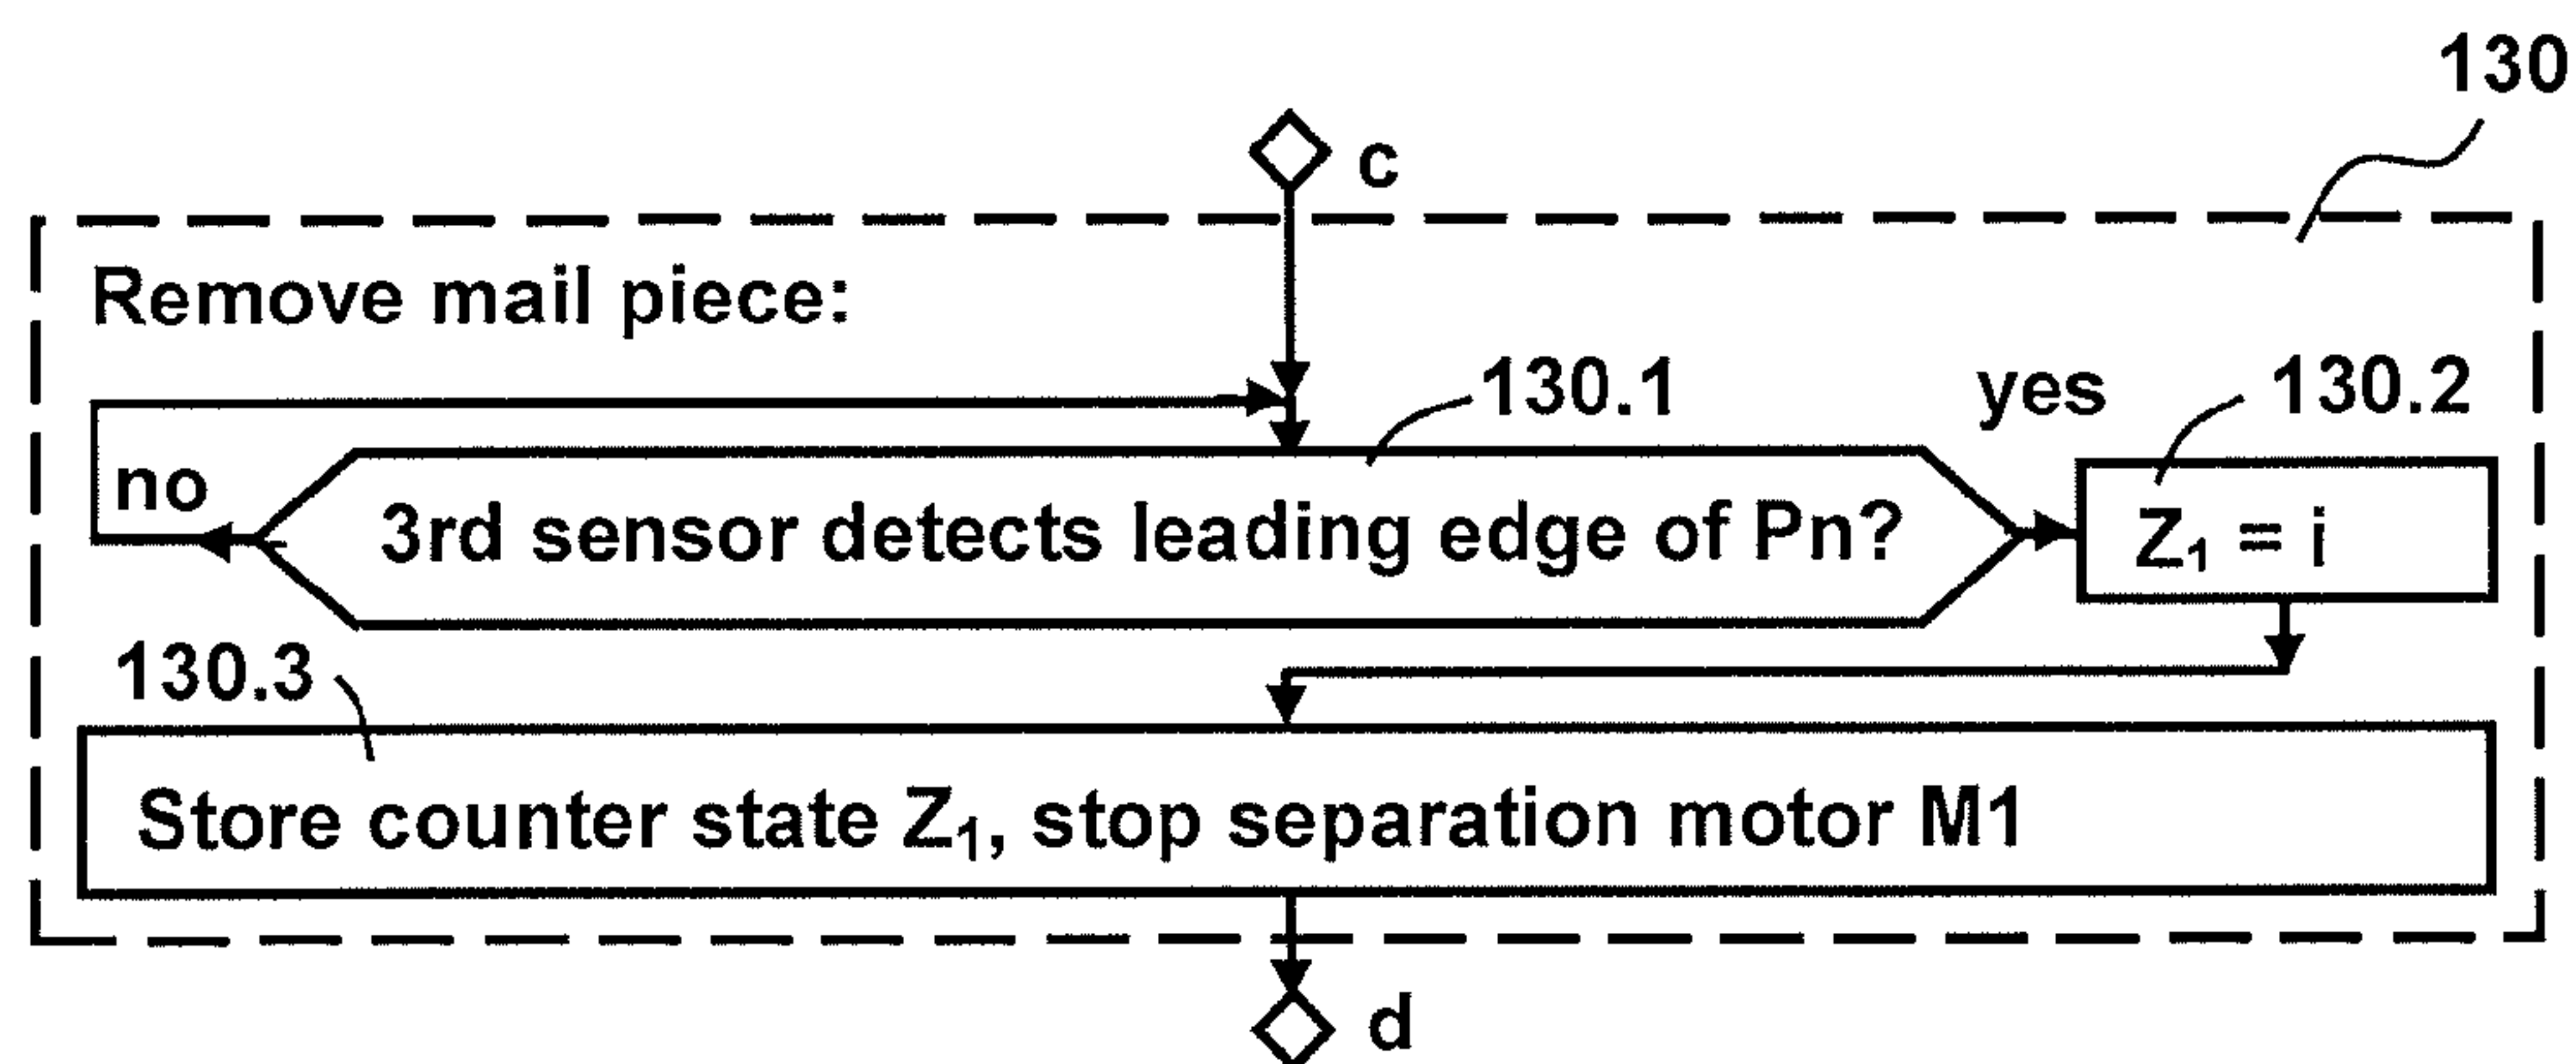 130
c
Remove mail piece:
130.1
yes
130.2
no
3rd sensor detects leading edge of Pn?
Z₁ = i
130.3
Store counter state Z₁, stop separation motor M1
d